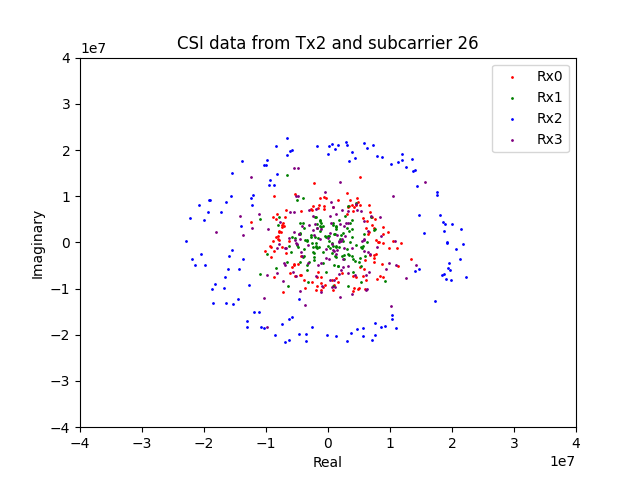 CSI data from Tx2 and subcarrier 26
1e7
4
3
2
1
0
−1
−2
−3
−4
Imaginary
Rx0
Rx1
Rx2
Rx3
−4 −3 −2 −1 0 1 2 3 4
Real
1e7